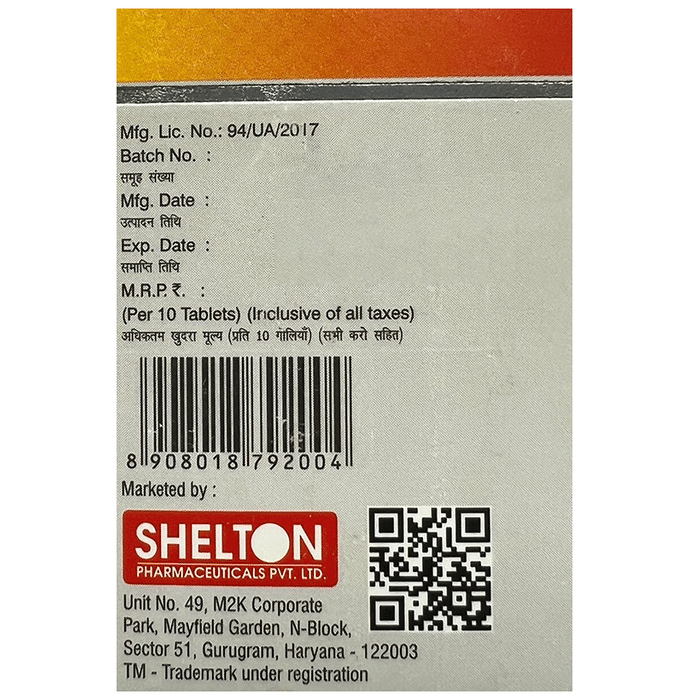 Mfg. Lic. No.: 94/UA/2017
Batch No. :
समूह संख्या
Mfg. Date :
उत्पादन तिथि
Exp. Date :
समाप्ति तिथि
M.R.P. ₹. :
(Per 10 Tablets) (Inclusive of all taxes)
अधिकतम खुदरा मूल्य (प्रति 10 गोलियाँ) (सभी करो सहित)
8 908018 792004
Marketed by :
SHELTON
PHARMACEUTICALS PVT. LTD.
Unit No. 49, M2K Corporate
Park, Mayfield Garden, N-Block,
Sector 51, Gurugram, Haryana - 122003
TM - Trademark under registration